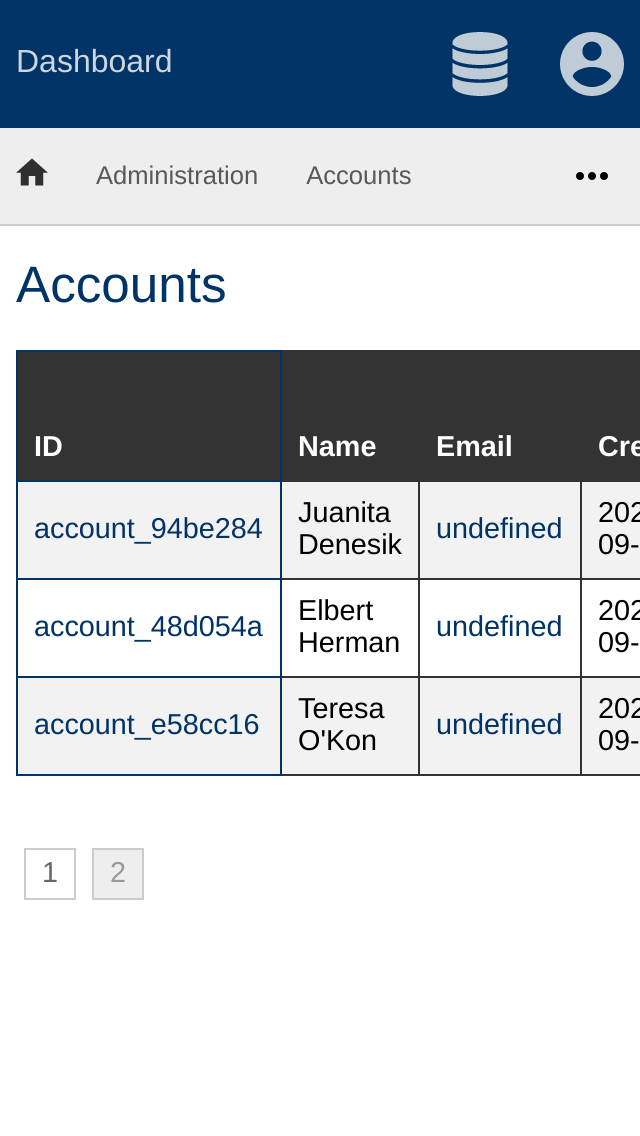 Dashboard
Administration Accounts
Accounts
ID Name Email Cre
account_94be284 Juanita Denesik undefined 202 09-
account_48d054a Elbert Herman undefined 202 09-
account_e58cc16 Teresa O'Kon undefined 202 09-
1 2